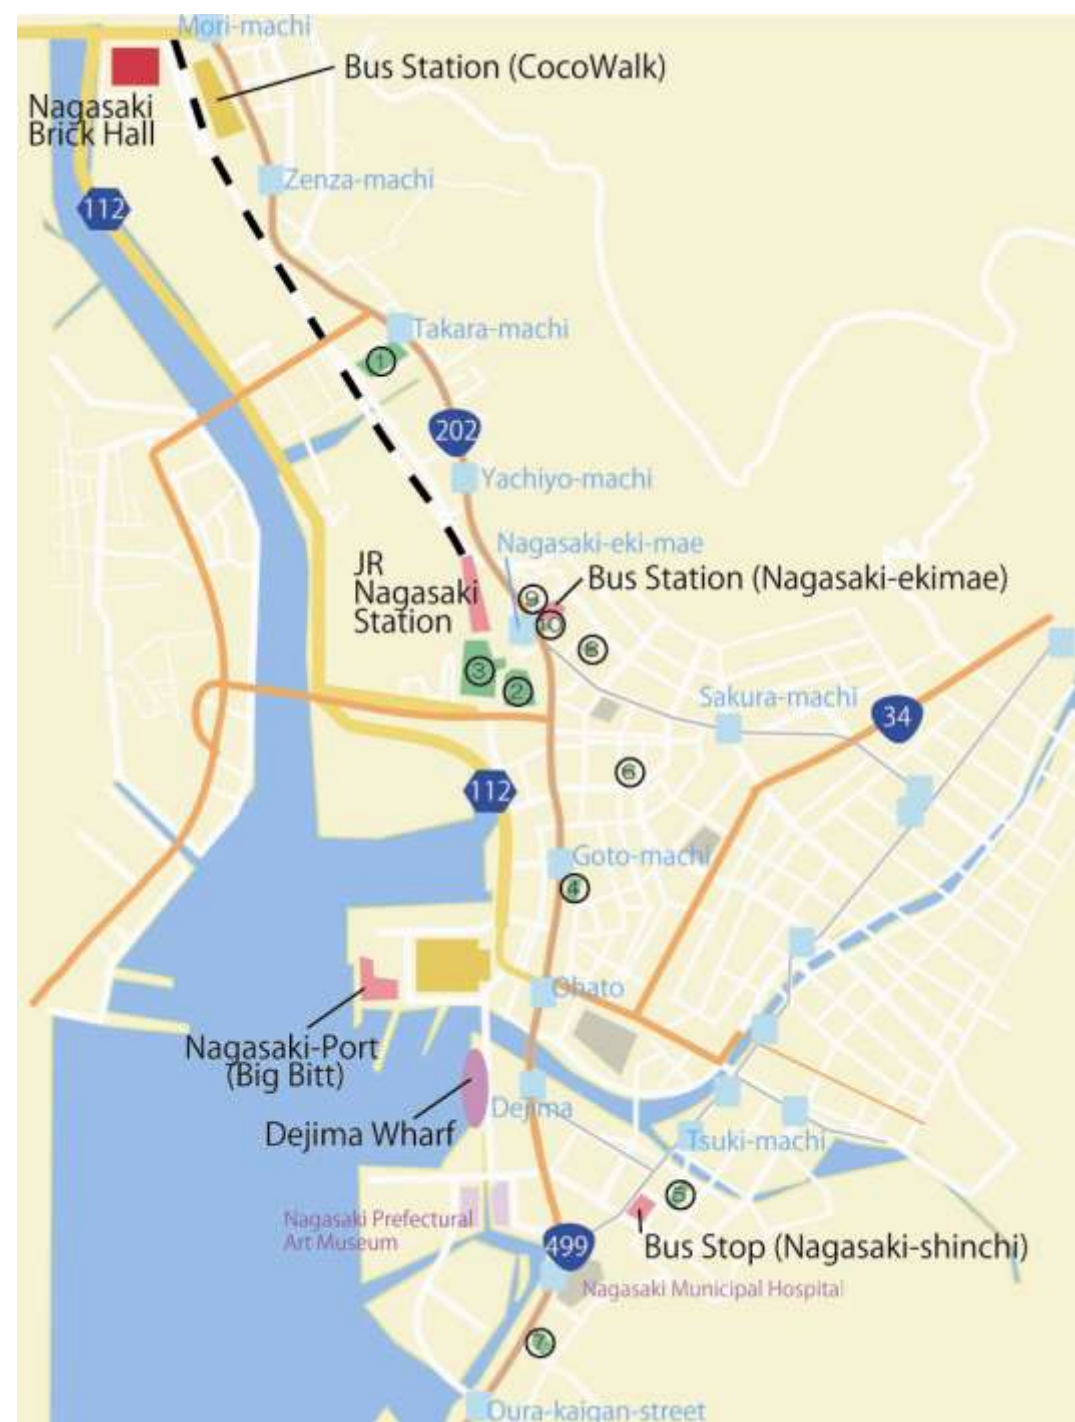 Mori-machi
Bus Station (CocoWalk)
Nagasaki
Brick Hall
Zenza-machi
112
Takara-machi
1
202
Yachiyo-machi
Nagasaki-eki-mae
JR
Nagasaki
Station
Bus Station (Nagasaki-ekimae)
9
10
8
3
2
Sakura-machi
34
6
112
Goto-machi
4
Ohato
Nagasaki-Port
(Big Bitt)
Dejima
Dejima Wharf
Tsuki-machi
5
Nagasaki Prefectural
Art Museum
499
Bus Stop (Nagasaki-shinchi)
Nagasaki Municipal Hospital
7
Oura-kaigan-street